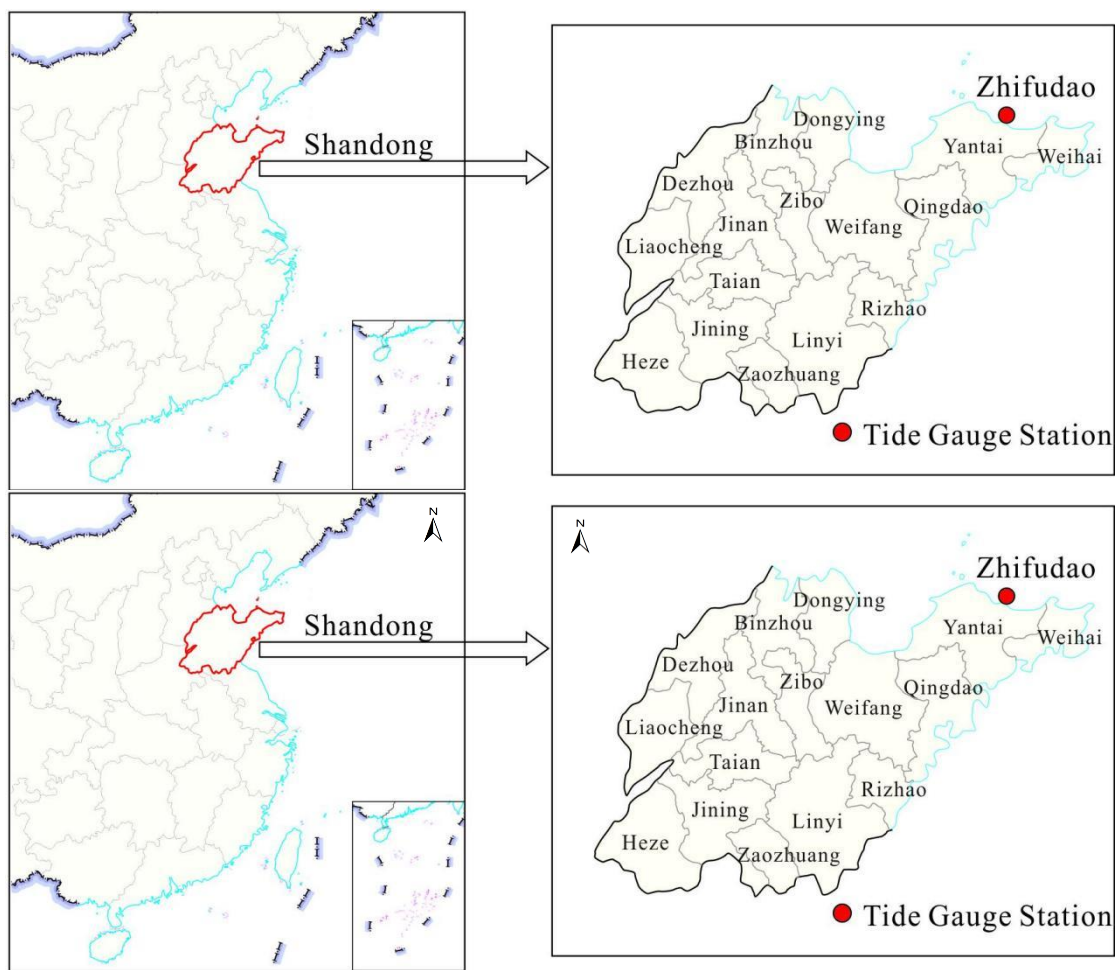 Shandong
Zhifudao
Dongying
Binzhou
Yantai
Weihai
Dezhou
Zibo
Qingdao
Jinan
Weifang
Liaocheng
Taian
Rizhao
Jining
Linyi
Heze
Zaozhuang
Tide Gauge Station
N
N
Shandong
Zhifudao
Dongying
Binzhou
Yantai
Weihai
Dezhou
Zibo
Qingdao
Jinan
Weifang
Liaocheng
Taian
Rizhao
Jining
Linyi
Heze
Zaozhuang
Tide Gauge Station